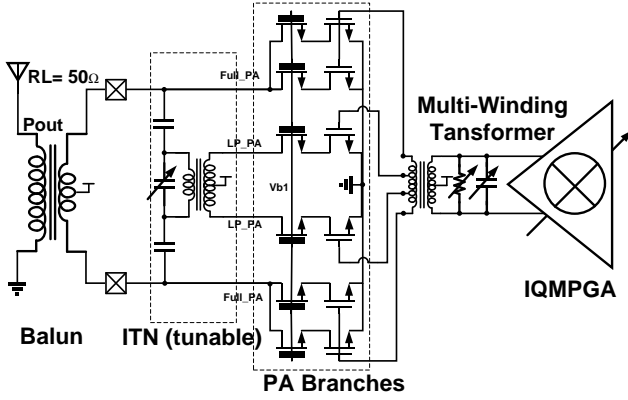 RL= 50Ω
Pout
Full_PA
LP_PA
Vb1
LP_PA
Full_PA
Multi-Winding
Tansformer
IQMPGA
Balun
ITN (tunable)
PA Branches